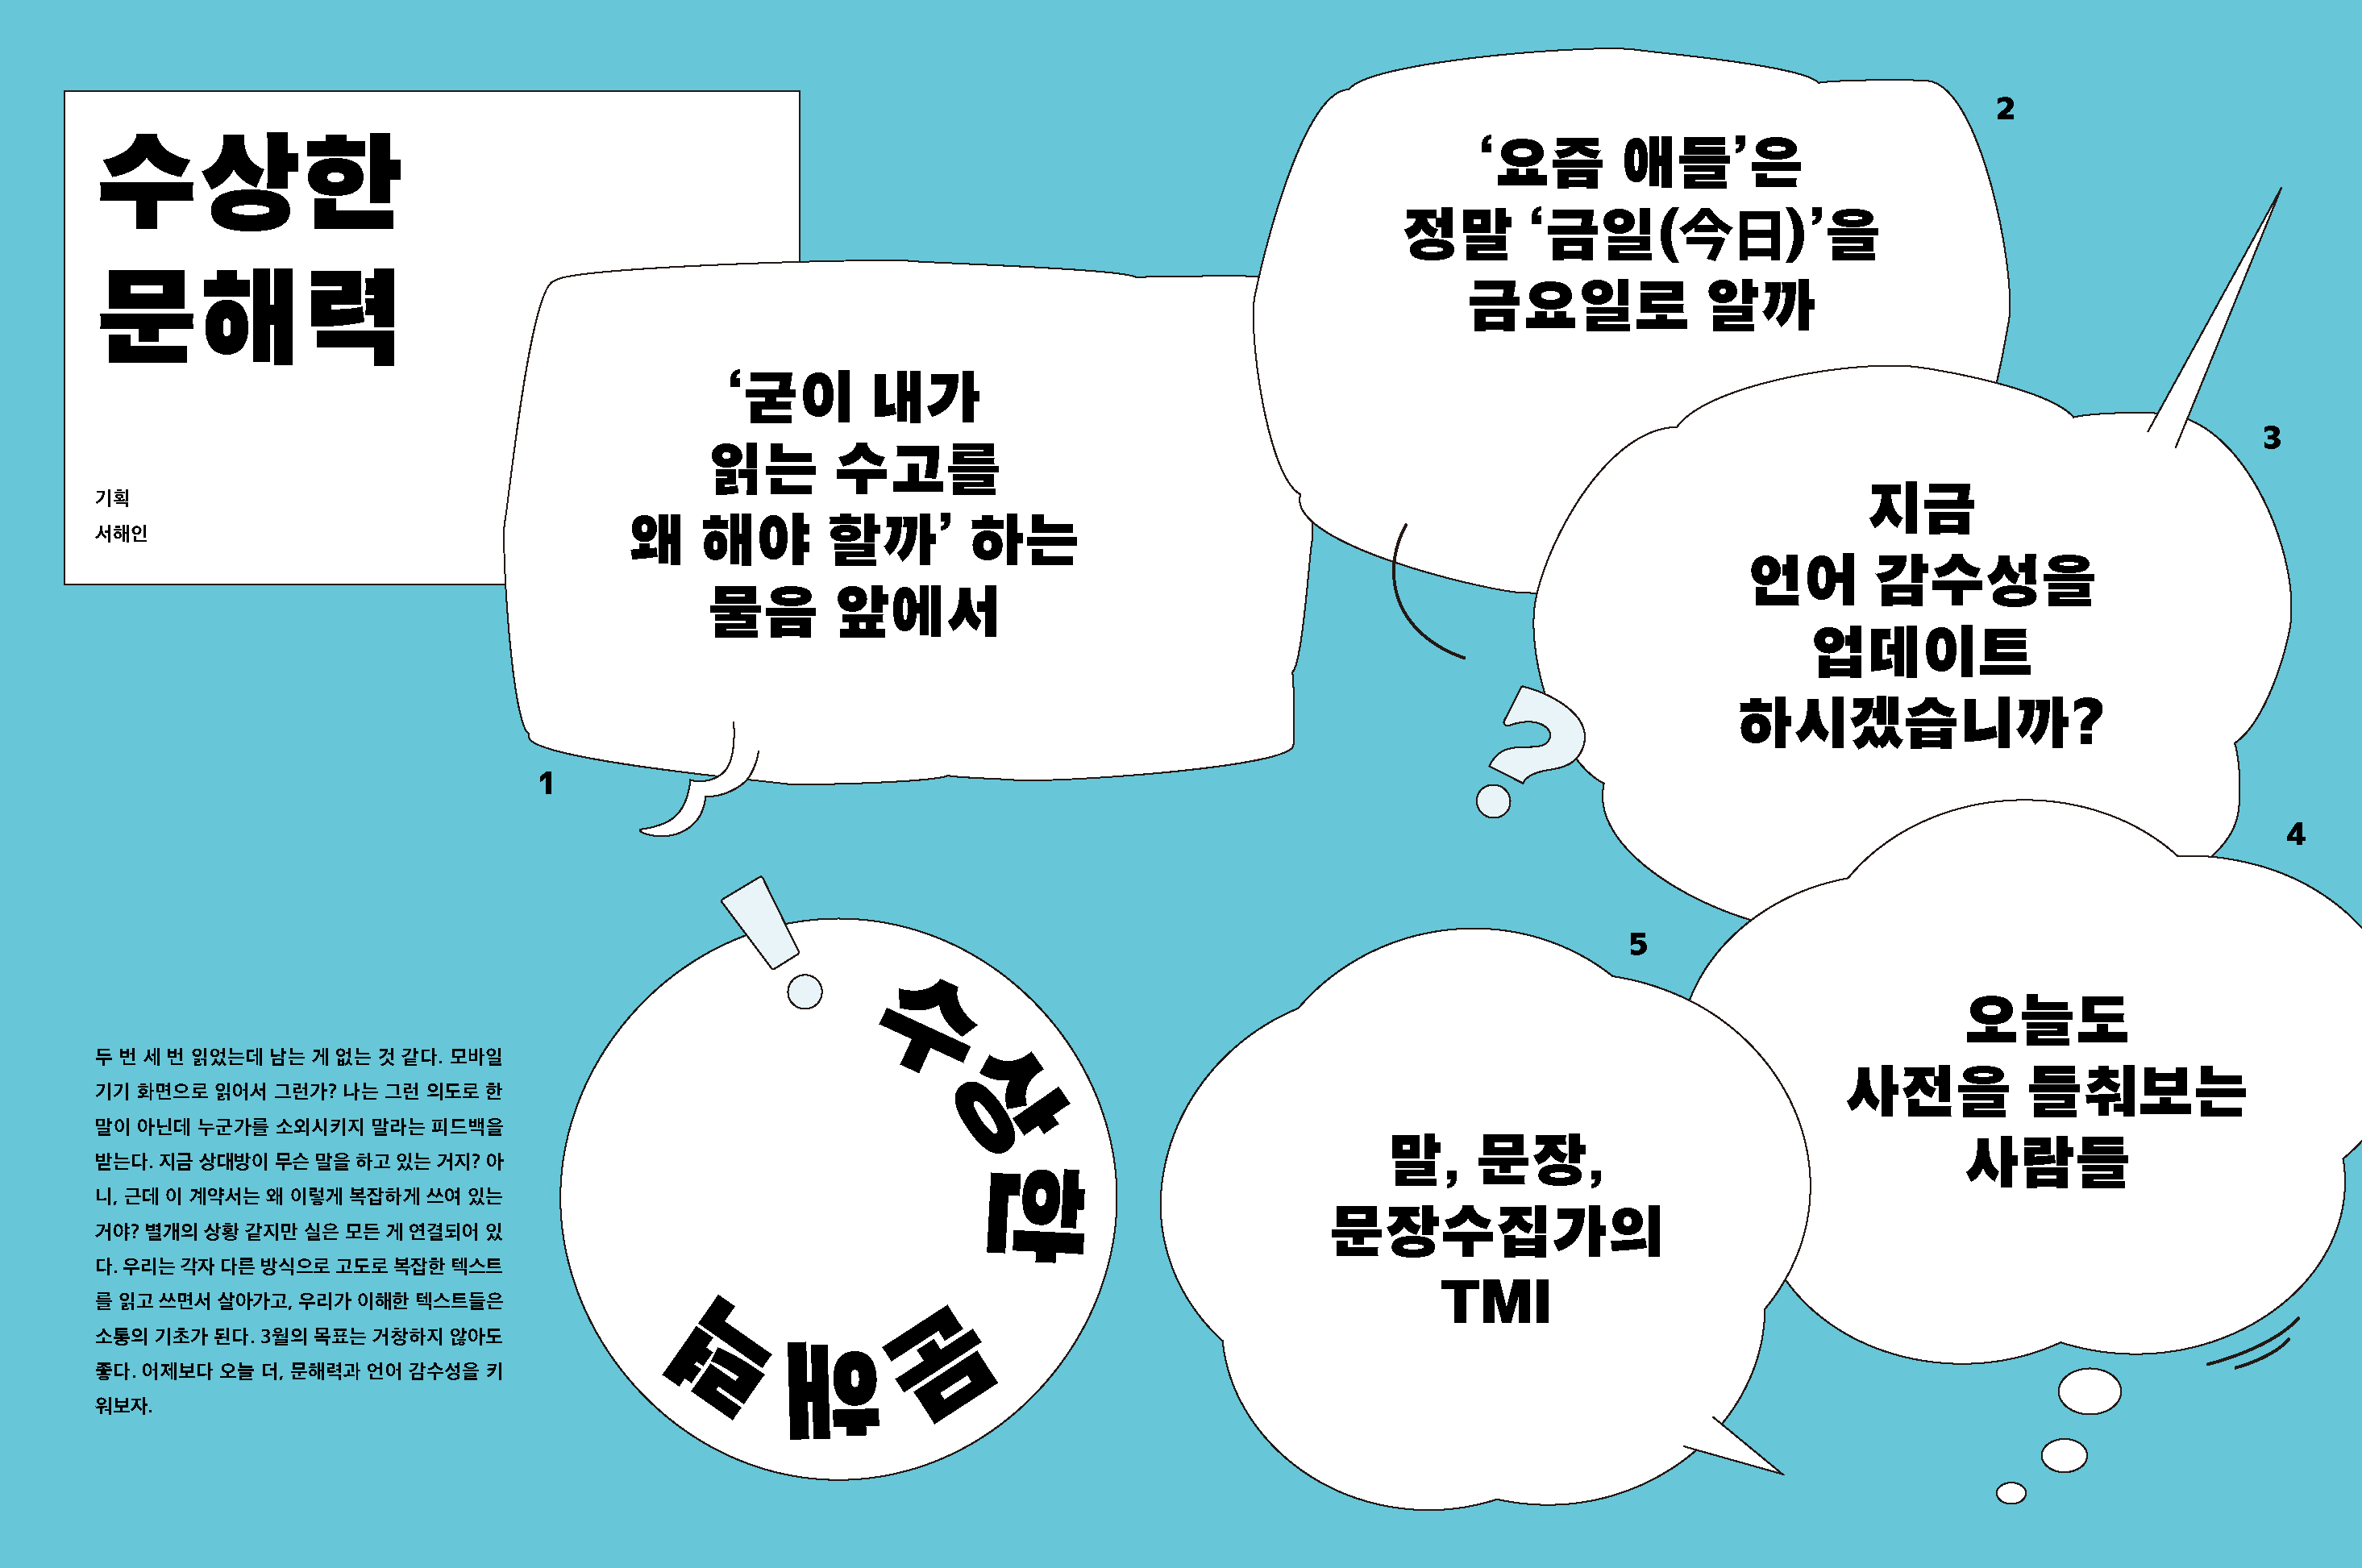 수상한
문해력
기획
서해인
‘굳이 내가
읽는 수고를
왜 해야 할까’ 하는
물음 앞에서
1
2
‘요즘 애들’은
정말 ‘금일(今日)’을
금요일로 알까
3
지금
언어 감수성을
업데이트
하시겠습니까?
4
오늘도
사전을 들춰보는
사람들
5
말, 문장,
문장수집가의
TMI
수상한
문해력
두 번 세 번 읽었는데 남는 게 없는 것 같다. 모바일
기기 화면으로 읽어서 그런가? 나는 그런 의도로 한
말이 아닌데 누군가를 소외시키지 말라는 피드백을
받는다. 지금 상대방이 무슨 말을 하고 있는 거지? 아
니, 근데 이 계약서는 왜 이렇게 복잡하게 쓰여 있는
거야? 별개의 상황 같지만 실은 모든 게 연결되어 있
다. 우리는 각자 다른 방식으로 고도로 복잡한 텍스트
를 읽고 쓰면서 살아가고, 우리가 이해한 텍스트들은
소통의 기초가 된다. 3월의 목표는 거창하지 않아도
좋다. 어제보다 오늘 더, 문해력과 언어 감수성을 키
워보자.